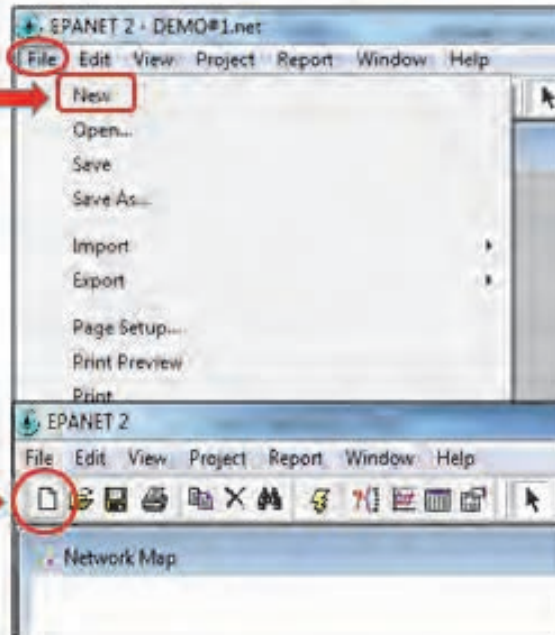 EPANET 2 - DEMO#1.net
File Edit View Project Report Window Help
New
Open...
Save
Save As...
Import
Export
Page Setup...
Print Preview
Print
EPANET 2
File Edit View Project Report Window Help
Network Map